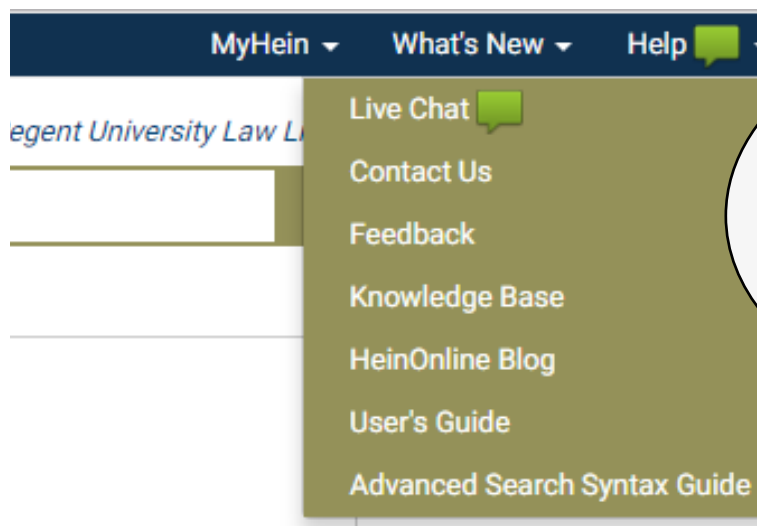 MyHein What's New Help
Live Chat
egent University Law
Contact Us
Feedback
Knowledge Base
HeinOnline Blog
User's Guide
Advanced Search Syntax Guide